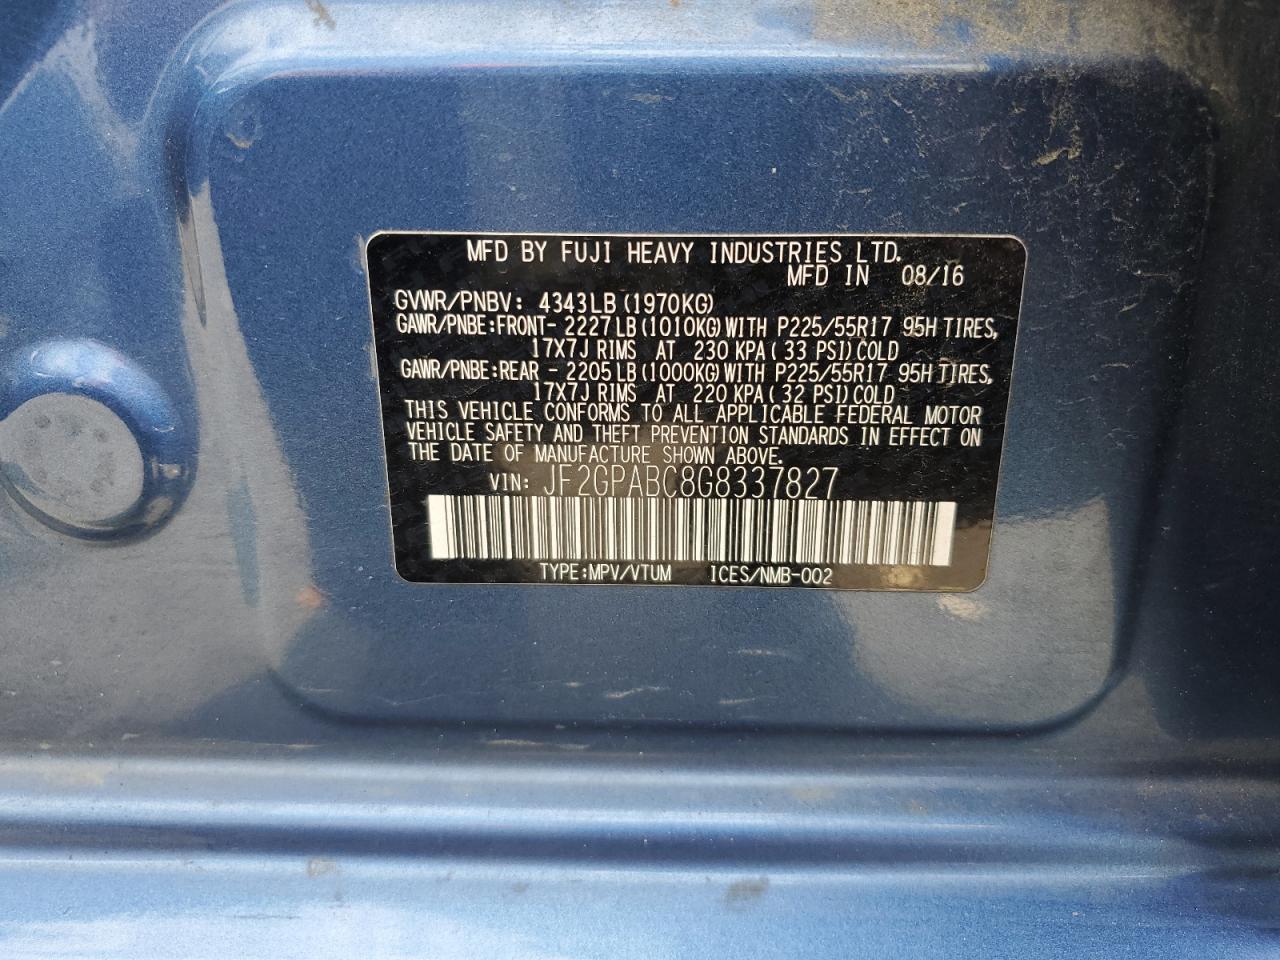 MFD BY FUJI HEAVY INDUSTRIES LTD.
MFD IN 08/16
GVWR/PNBV: 4343LB (1970KG)
GAWR/PNBE:FRONT- 2227LB (1010KG) WITH P225/55R17 95H TIRES,
17X7J RIMS AT 230 KPA ( 33 PSI) COLD
GAWR/PNBE:REAR - 2205LB (1000KG) WITH P225/55R17 95H TIRES,
17X7J RIMS AT 220 KPA ( 32 PSI) COLD
THIS VEHICLE CONFORMS TO ALL APPLICABLE FEDERAL MOTOR
VEHICLE SAFETY AND THEFT PREVENTION STANDARDS IN EFFECT ON
THE DATE OF MANUFACTURE SHOWN ABOVE.
VIN: JF2GPABC8G8337827
TYPE:MPV/VTUM ICES/NMB-002